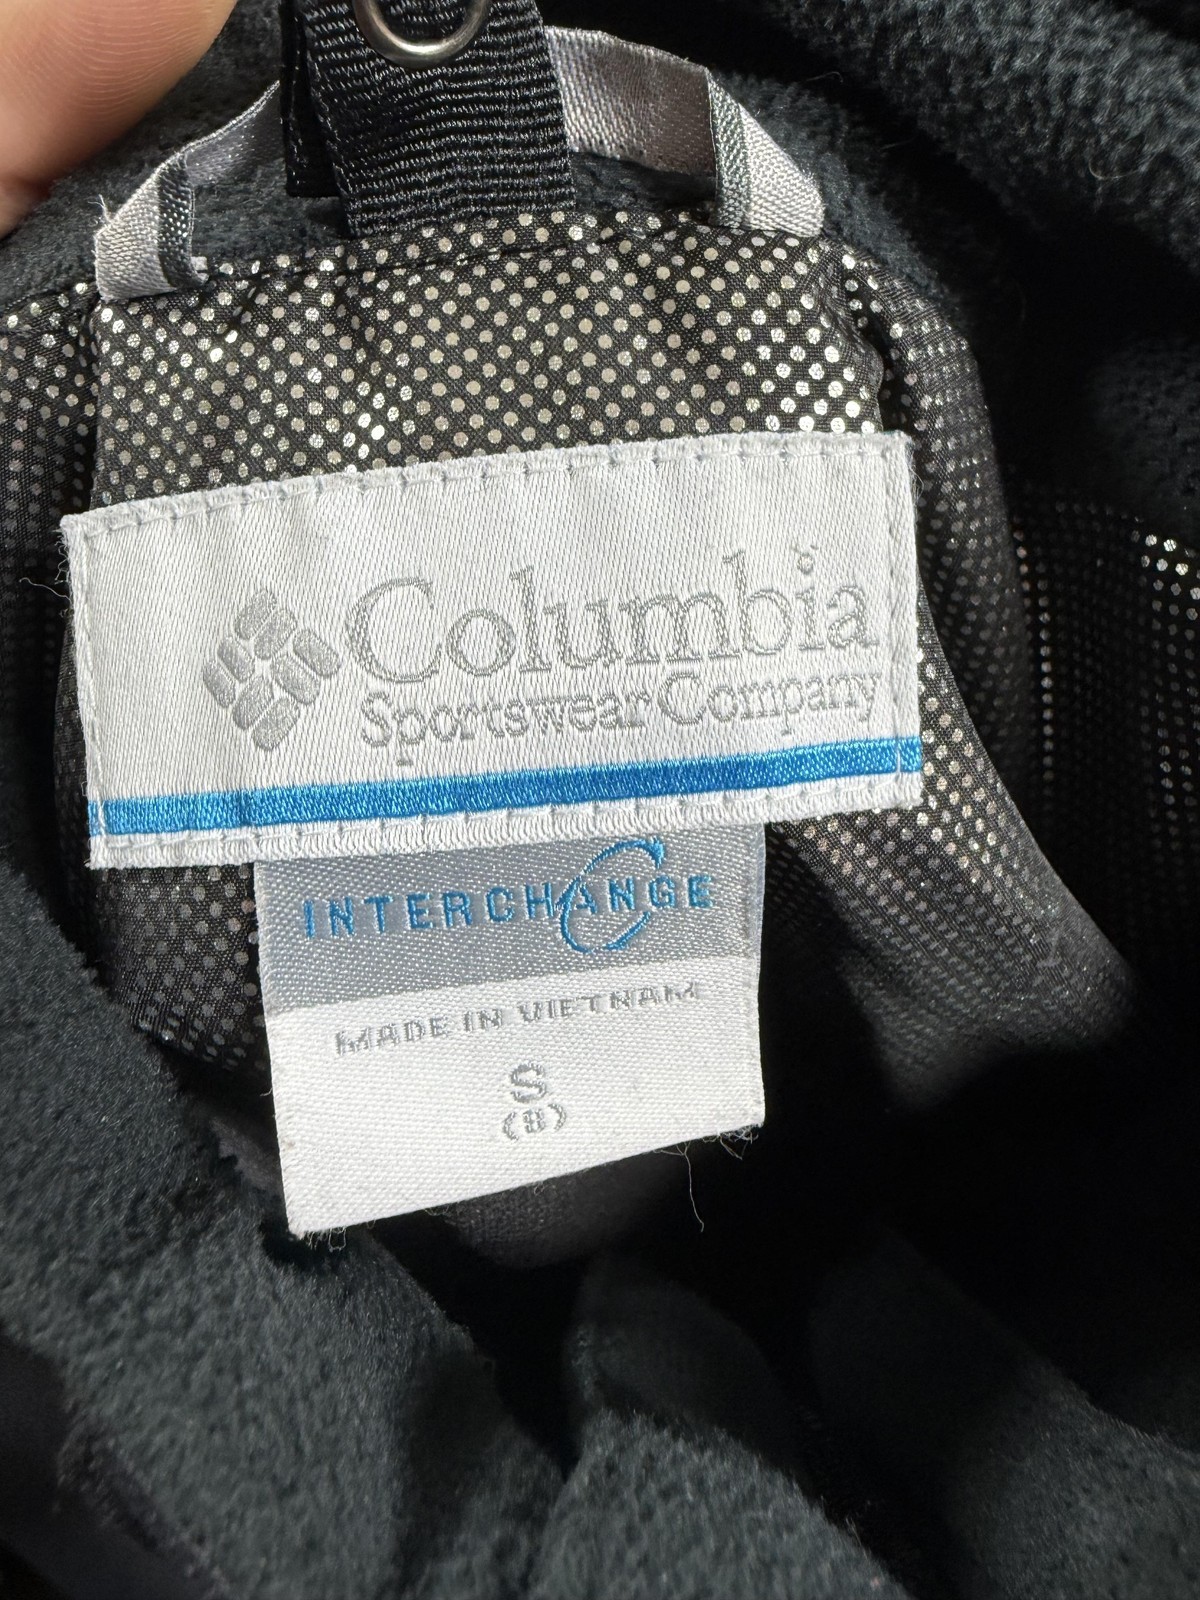 Columbia
Sportswear Company
INTERCHANGE
MADE IN VIETNAM
S
(8)